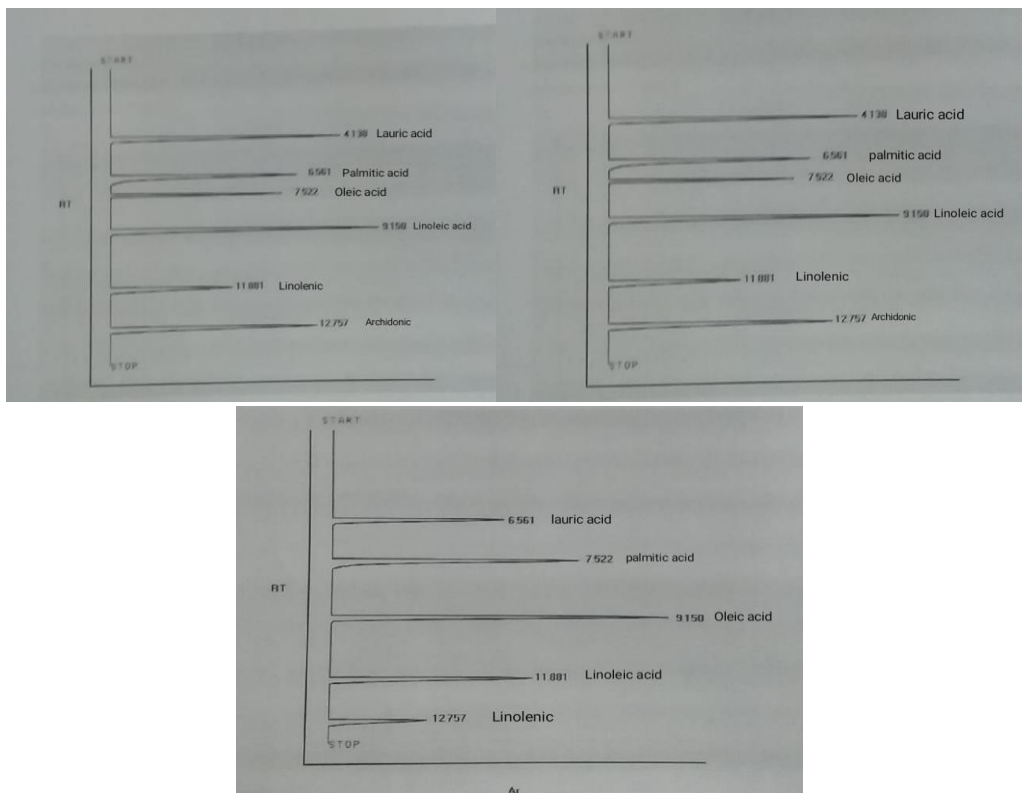 START
4.138 Lauric acid
6.561 Palmitic acid
7.522 Oleic acid
RT
9.150 Linoleic acid
11.881 Linolenic
12.757 Archidonic
STOP
START
4.138 Lauric acid
6.561 palmitic acid
7.522 Oleic acid
RT
9.150 Linoleic acid
11.881 Linolenic
12.757 Archidonic
STOP
START
6.561 lauric acid
7.522 palmitic acid
RT
9.150 Oleic acid
11.881 Linoleic acid
12.757 Linolenic
STOP